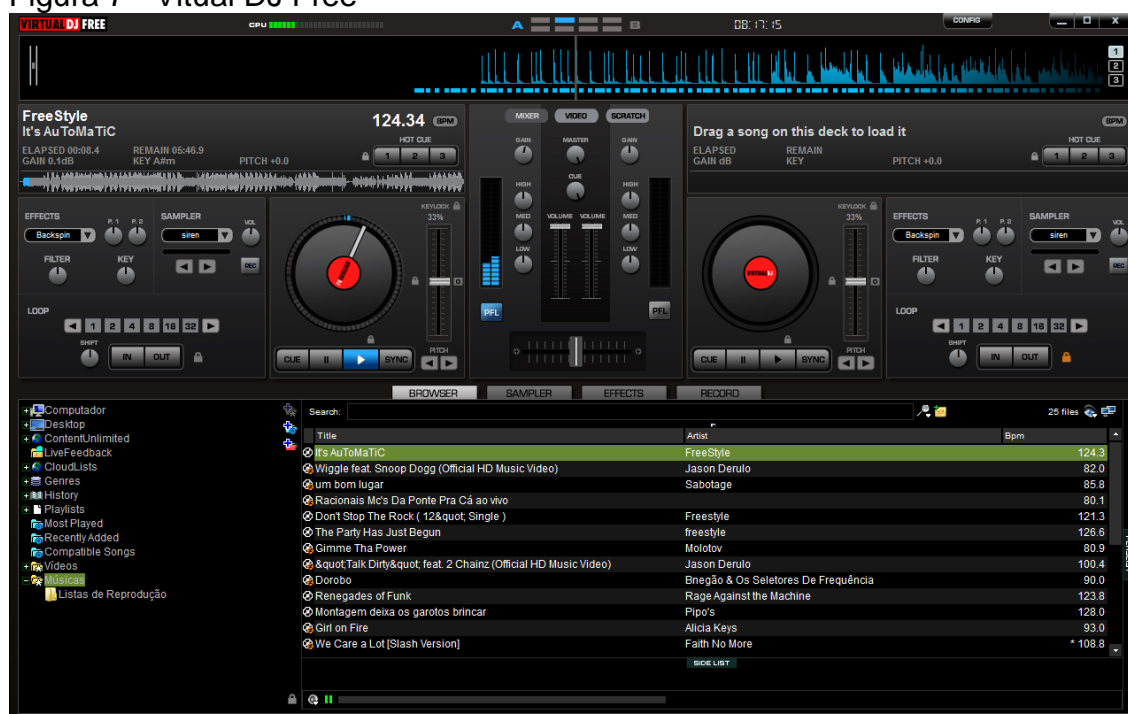 Figura 7 – Vitual DJ Free
VIRTUAL DJ FREE
CPU
A
B
08:17:15
CONFIG
X
1
2
3
FreeStyle
It's AuToMaTiC
124.34 BPM
HOT CUE
1 2 3
ELAPSED 00:08.4 REMAIN 05:46.9
GAIN 0.1dB KEY A#m PITCH +0.0
MIXER VIDEO SCRATCH
GAIN MASTER GAIN
CUE
HIGH HIGH
MED VOLUME VOLUME MED
LOW LOW
PFL PFL
Drag a song on this deck to load it
BPM
HOT CUE
1 2 3
ELAPSED REMAIN
GAIN dB KEY PITCH +0.0
EFFECTS P. 1 P. 2 SAMPLER VOL
Backspin siren
FILTER KEY REC
LOOP
1 2 4 8 16 32
SHIFT
IN OUT
KEYLOCK
33%
CUE II SYNC
PITCH
VIRTUAL DJ
KEYLOCK
33%
CUE II SYNC
PITCH
EFFECTS P. 1 P. 2 SAMPLER VOL
Backspin siren
FILTER KEY REC
LOOP
1 2 4 8 16 32
SHIFT
IN OUT
BROWSER SAMPLER EFFECTS RECORD
Computador
Desktop
ContentUnlimited
LiveFeedback
CloudLists
Genres
History
Playlists
Most Played
Recently Added
Compatible Songs
Vídeos
Músicas
Listas de Reprodução
Search:
25 files
Title Artist Bpm
It's AuToMaTiC FreeStyle 124.3
Wiggle feat. Snoop Dogg (Official HD Music Video) Jason Derulo 82.0
um bom lugar Sabotage 85.8
Racionais Mc's Da Ponte Pra Cá ao vivo 80.1
Don't Stop The Rock ( 12&quot; Single ) Freestyle 121.3
The Party Has Just Begun freestyle 126.6
Gimme Tha Power Molotov 80.9
&quot;Talk Dirty&quot; feat. 2 Chainz (Official HD Music Video) Jason Derulo 100.4
Dorobo Bnegão & Os Seletores De Frequência 90.0
Renegades of Funk Rage Against the Machine 123.8
Montagem deixa os garotos brincar Pipo's 128.0
Girl on Fire Alicia Keys 93.0
We Care a Lot [Slash Version] Faith No More * 108.8
SIDE LIST